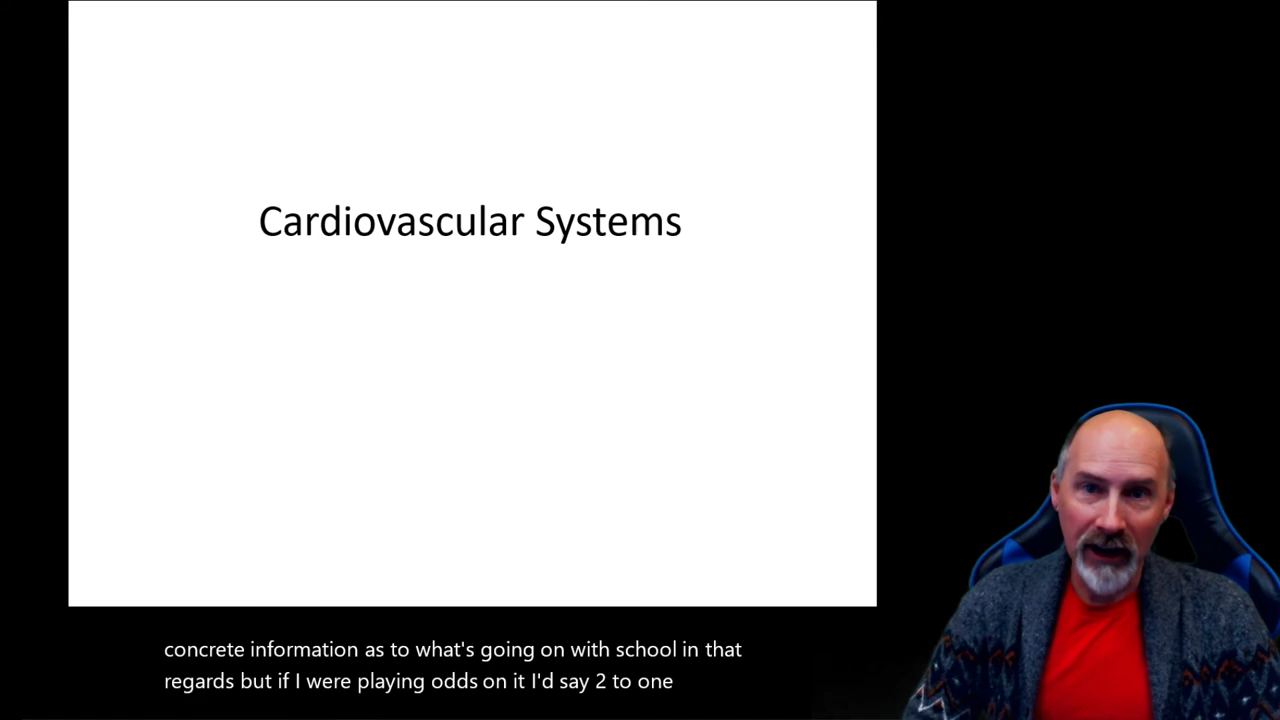 Cardiovascular Systems
concrete information as to what's going on with school in that
regards but if I were playing odds on it I'd say 2 to one